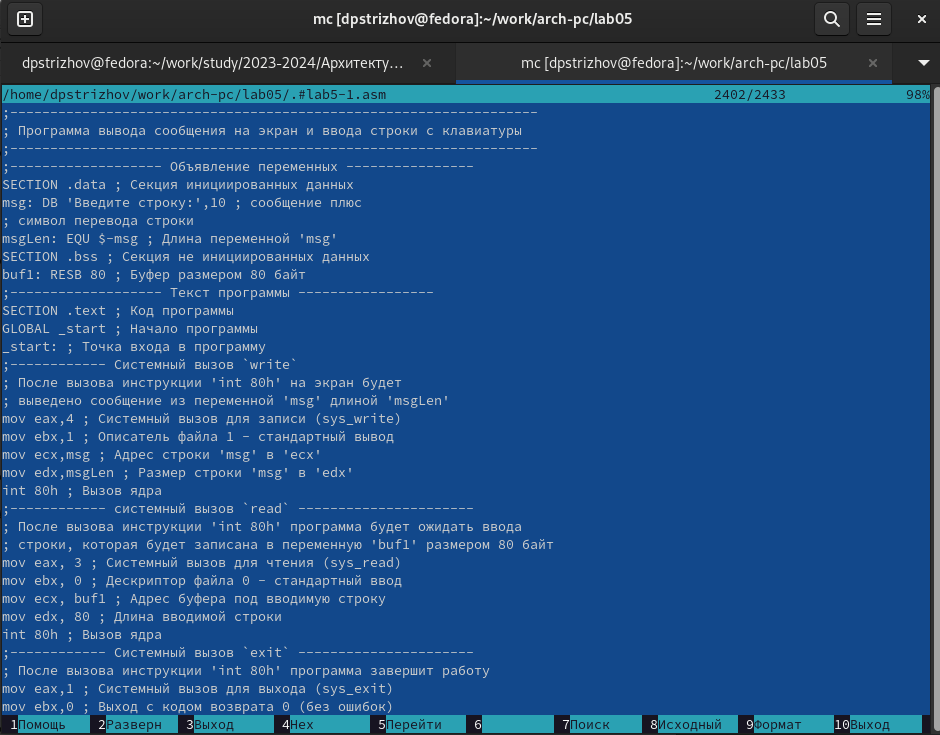 mc [dpstrizhov@fedora]:~/work/arch-pc/lab05
dpstrizhov@fedora:~/work/study/2023-2024/Архитекту...
mc [dpstrizhov@fedora]:~/work/arch-pc/lab05
/home/dpstrizhov/work/arch-pc/lab05/.#lab5-1.asm 2402/2433 98%
;------------------------------------------------------------------
; Программа вывода сообщения на экран и ввода строки с клавиатуры
;------------------------------------------------------------------
;------------------- Объявление переменных ----------------
SECTION .data ; Секция инициированных данных
msg: DB 'Введите строку:',10 ; сообщение плюс
; символ перевода строки
msgLen: EQU $-msg ; Длина переменной 'msg'
SECTION .bss ; Секция не инициированных данных
buf1: RESB 80 ; Буфер размером 80 байт
;------------------- Текст программы -----------------
SECTION .text ; Код программы
GLOBAL _start ; Начало программы
_start: ; Точка входа в программу
;------------ Системный вызов `write`
; После вызова инструкции 'int 80h' на экран будет
; выведено сообщение из переменной 'msg' длиной 'msgLen'
mov eax,4 ; Системный вызов для записи (sys_write)
mov ebx,1 ; Описатель файла 1 - стандартный вывод
mov ecx,msg ; Адрес строки 'msg' в 'ecx'
mov edx,msgLen ; Размер строки 'msg' в 'edx'
int 80h ; Вызов ядра
;------------ системный вызов `read` ----------------------
; После вызова инструкции 'int 80h' программа будет ожидать ввода
; строки, которая будет записана в переменную 'buf1' размером 80 байт
mov eax, 3 ; Системный вызов для чтения (sys_read)
mov ebx, 0 ; Дескриптор файла 0 - стандартный ввод
mov ecx, buf1 ; Адрес буфера под вводимую строку
mov edx, 80 ; Длина вводимой строки
int 80h ; Вызов ядра
;------------ Системный вызов `exit` ----------------------
; После вызова инструкции 'int 80h' программа завершит работу
mov eax,1 ; Системный вызов для выхода (sys_exit)
mov ebx,0 ; Выход с кодом возврата 0 (без ошибок)
1Помощь 2Разверн 3Выход 4Hex 5Перейти 6 7Поиск 8Исходный 9Формат 10Выход